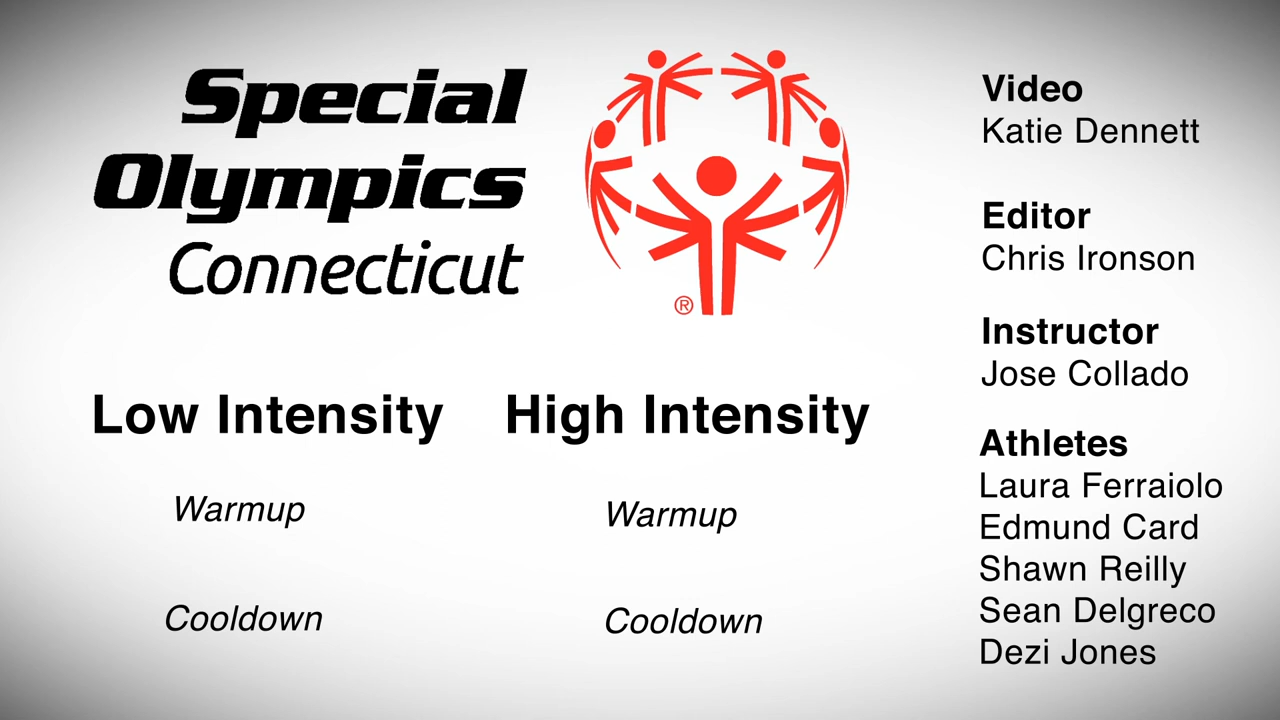 Special
Olympics
Connecticut
®
Low Intensity
Warmup
Cooldown
High Intensity
Warmup
Cooldown
Video
Katie Dennett
Editor
Chris Ironson
Instructor
Jose Collado
Athletes
Laura Ferraiolo
Edmund Card
Shawn Reilly
Sean Delgreco
Dezi Jones